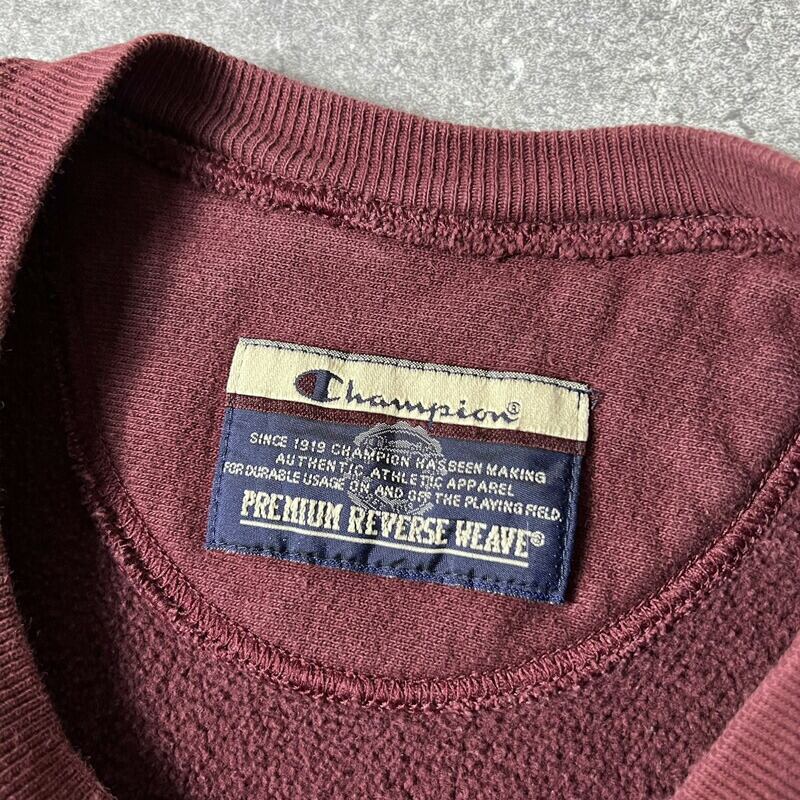 Champion®
SINCE 1919 CHAMPION HAS BEEN MAKING
AUTHENTIC ATHLETIC APPAREL
FOR DURABLE USAGE ON, AND OFF THE PLAYING FIELD.
PREMIUM REVERSE WEAVE®